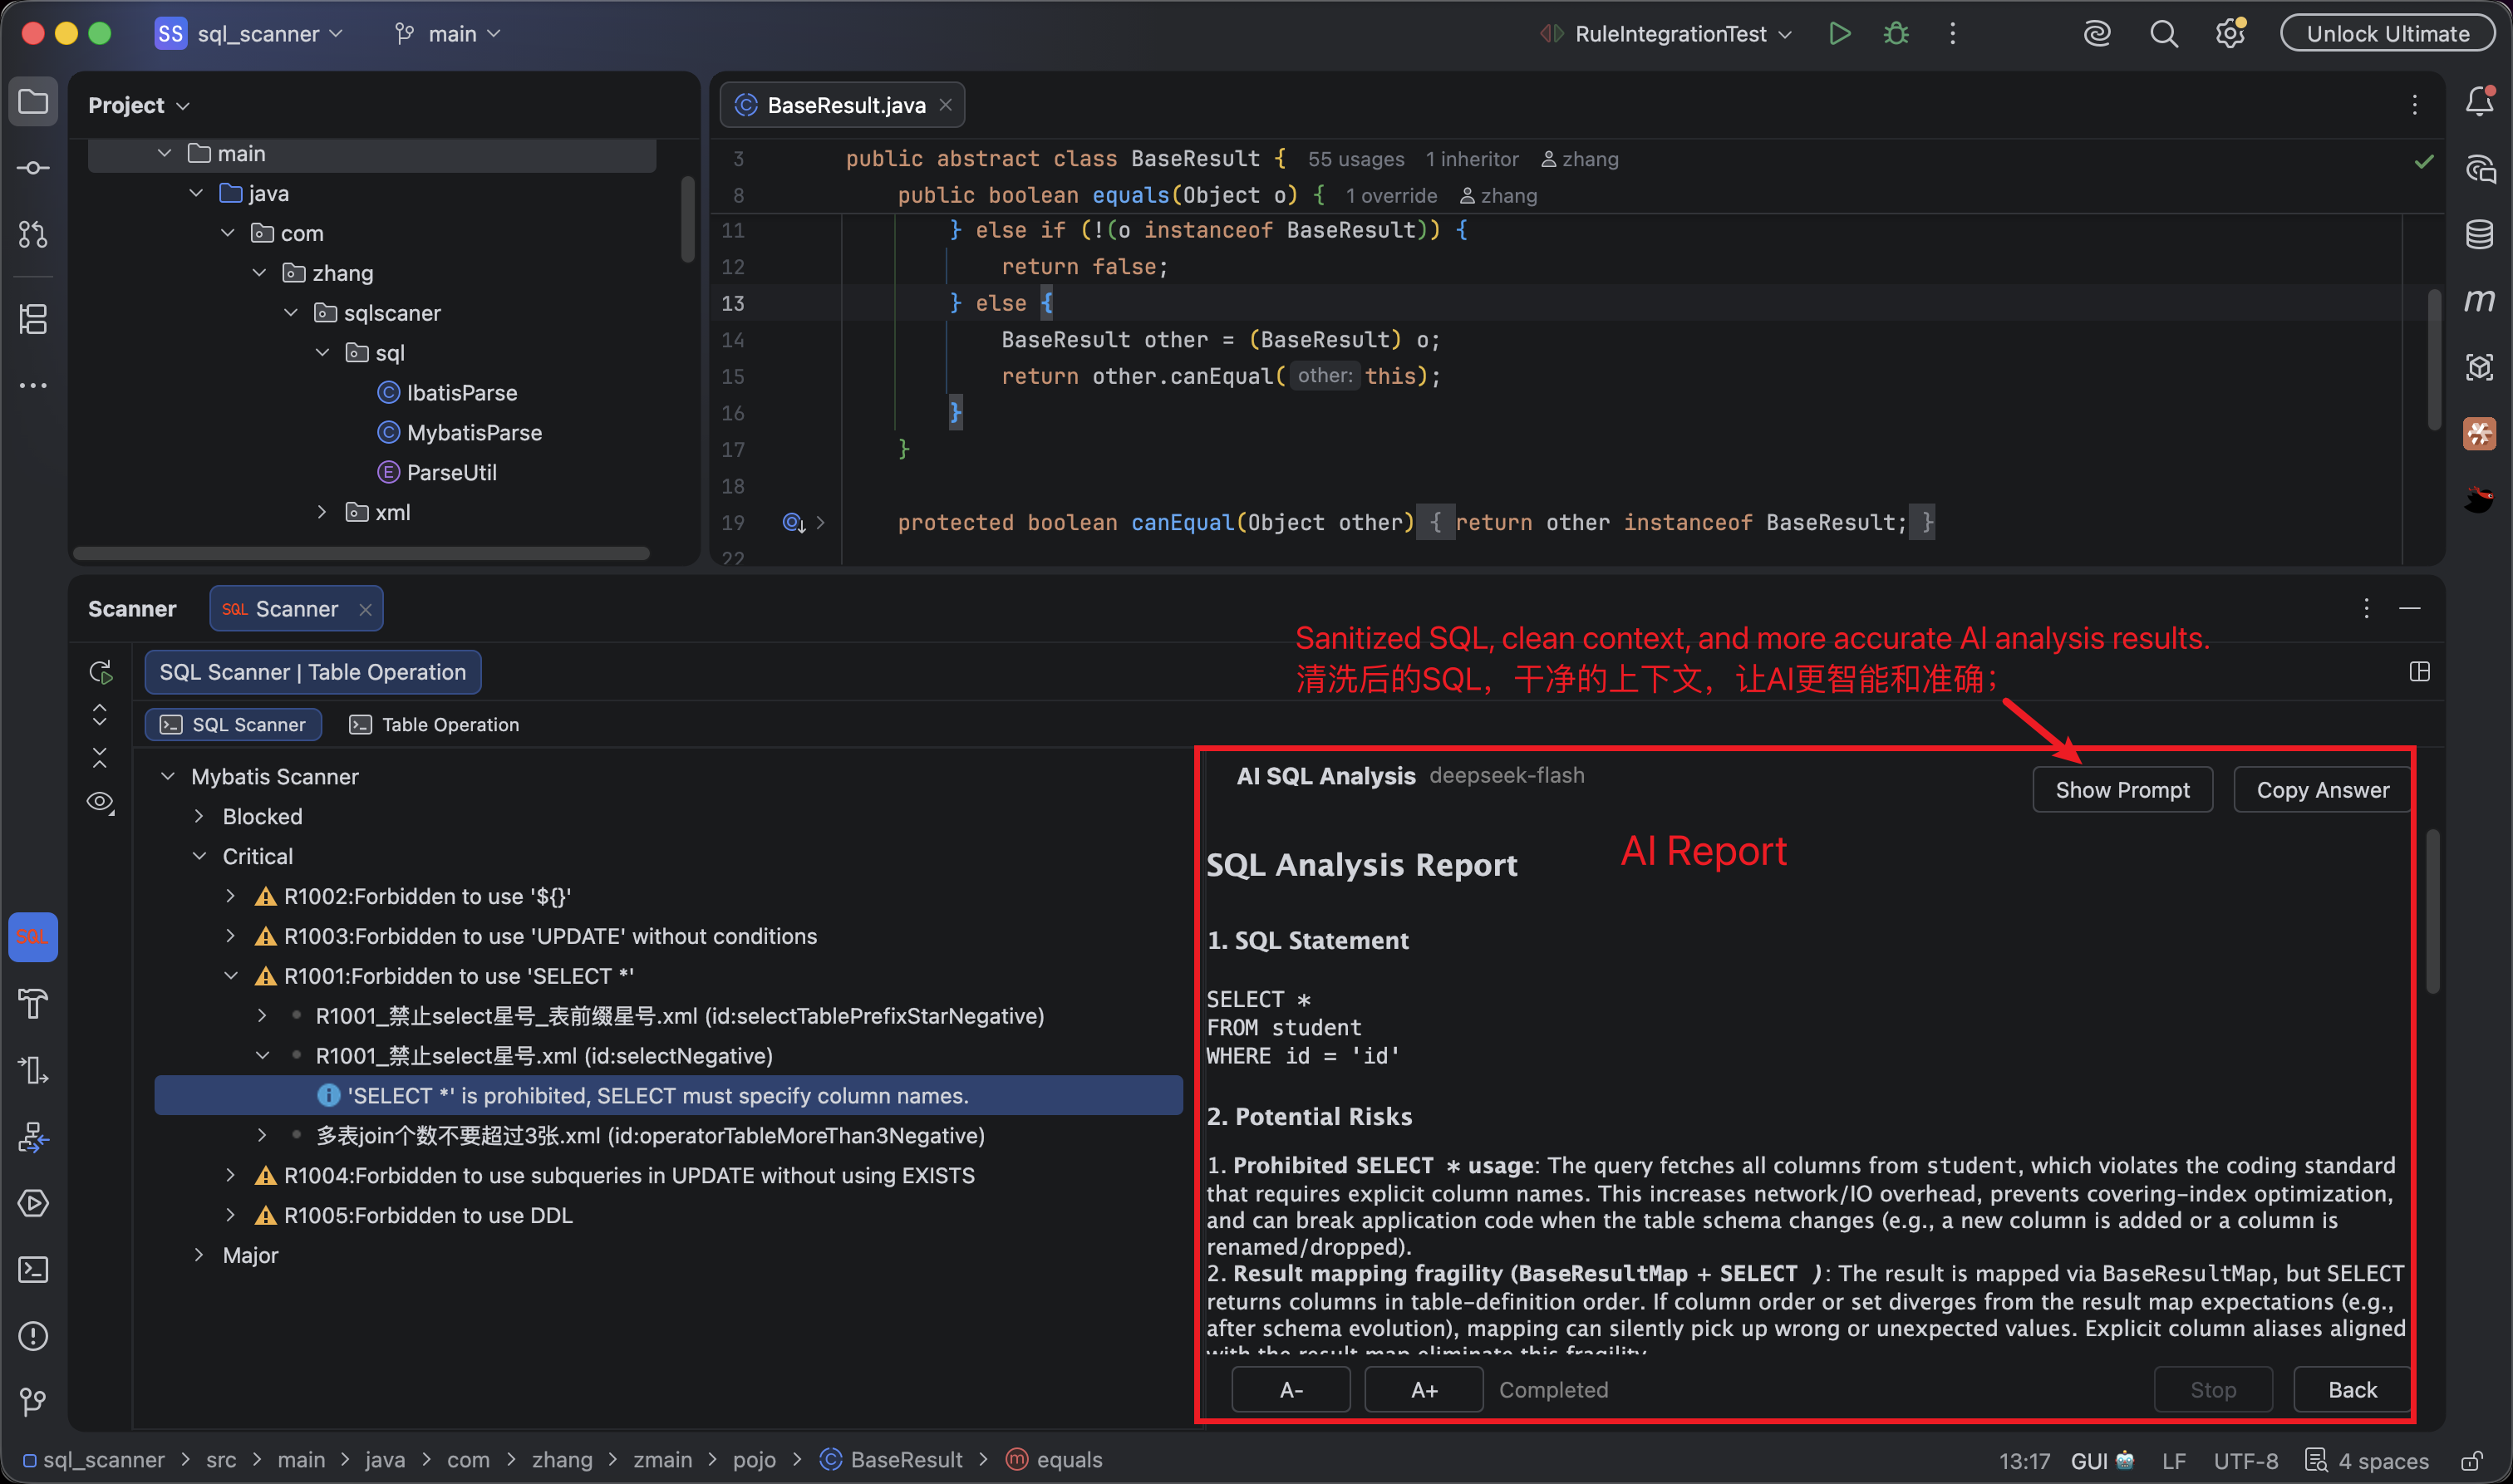 SS sql_scanner main RuleIntegrationTest Unlock Ultimate
Project
main
java
com
zhang
sqlscaner
sql
IbatisParse
MybatisParse
ParseUtil
xml
BaseResult.java
3 public abstract class BaseResult { 55 usages 1 inheritor zhang
8 public boolean equals(Object o) { 1 override zhang
11 } else if (!(o instanceof BaseResult)) {
12 return false;
13 } else {
14 BaseResult other = (BaseResult) o;
15 return other.canEqual( other: this);
16 }
17 }
18
19 protected boolean canEqual(Object other) { return other instanceof BaseResult; }
22
Scanner SQL Scanner
Sanitized SQL, clean context, and more accurate AI analysis results.
清洗后的SQL，干净的上下文，让AI更智能和准确；
SQL Scanner | Table Operation
SQL Scanner Table Operation
Mybatis Scanner
Blocked
Critical
R1002:Forbidden to use '${}'
R1003:Forbidden to use 'UPDATE' without conditions
R1001:Forbidden to use 'SELECT *'
R1001_禁止select星号_表前缀星号.xml (id:selectTablePrefixStarNegative)
R1001_禁止select星号.xml (id:selectNegative)
'SELECT *' is prohibited, SELECT must specify column names.
多表join个数不要超过3张.xml (id:operatorTableMoreThan3Negative)
R1004:Forbidden to use subqueries in UPDATE without using EXISTS
R1005:Forbidden to use DDL
Major
SQL
AI SQL Analysis deepseek-flash Show Prompt Copy Answer
AI Report
SQL Analysis Report
1. SQL Statement
SELECT *
FROM student
WHERE id = 'id'
2. Potential Risks
1. Prohibited SELECT * usage: The query fetches all columns from student, which violates the coding standard
that requires explicit column names. This increases network/IO overhead, prevents covering-index optimization,
and can break application code when the table schema changes (e.g., a new column is added or a column is
renamed/dropped).
2. Result mapping fragility (BaseResultMap + SELECT ): The result is mapped via BaseResultMap, but SELECT
returns columns in table-definition order. If column order or set diverges from the result map expectations (e.g.,
after schema evolution), mapping can silently pick up wrong or unexpected values. Explicit column aliases aligned
with the result map eliminate this fragility.
A- A+ Completed Stop Back
sql_scanner src main java com zhang zmain pojo BaseResult equals
13:17 GUI LF UTF-8 4 spaces